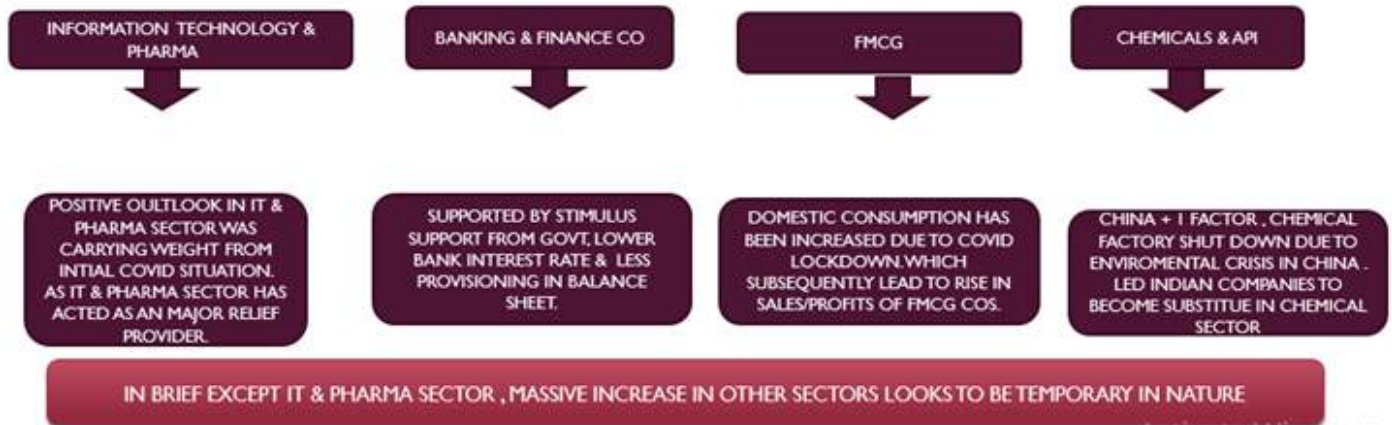 INFORMATION TECHNOLOGY &
PHARMA
BANKING & FINANCE CO
FMCG
CHEMICALS & API
POSITIVE OULTLOOK IN IT &
PHARMA SECTOR WAS
CARRYING WEIGHT FROM
INTIAL COVID SITUATION.
AS IT & PHARMA SECTOR HAS
ACTED AS AN MAJOR RELIEF
PROVIDER.
SUPPORTED BY STIMULUS
SUPPORT FROM GOVT, LOWER
BANK INTEREST RATE & LESS
PROVISIONING IN BALANCE
SHEET.
DOMESTIC CONSUMPTION HAS
BEEN INCREASED DUE TO COVID
LOCKDOWN. WHICH
SUBSEQUENTLY LEAD TO RISE IN
SALES/PROFITS OF FMCG COS.
CHINA + 1 FACTOR , CHEMICAL
FACTORY SHUT DOWN DUE TO
ENVIROMENTAL CRISIS IN CHINA .
LED INDIAN COMPANIES TO
BECOME SUBSTITUE IN CHEMICAL
SECTOR
IN BRIEF EXCEPT IT & PHARMA SECTOR , MASSIVE INCREASE IN OTHER SECTORS LOOKS TO BE TEMPORARY IN NATURE